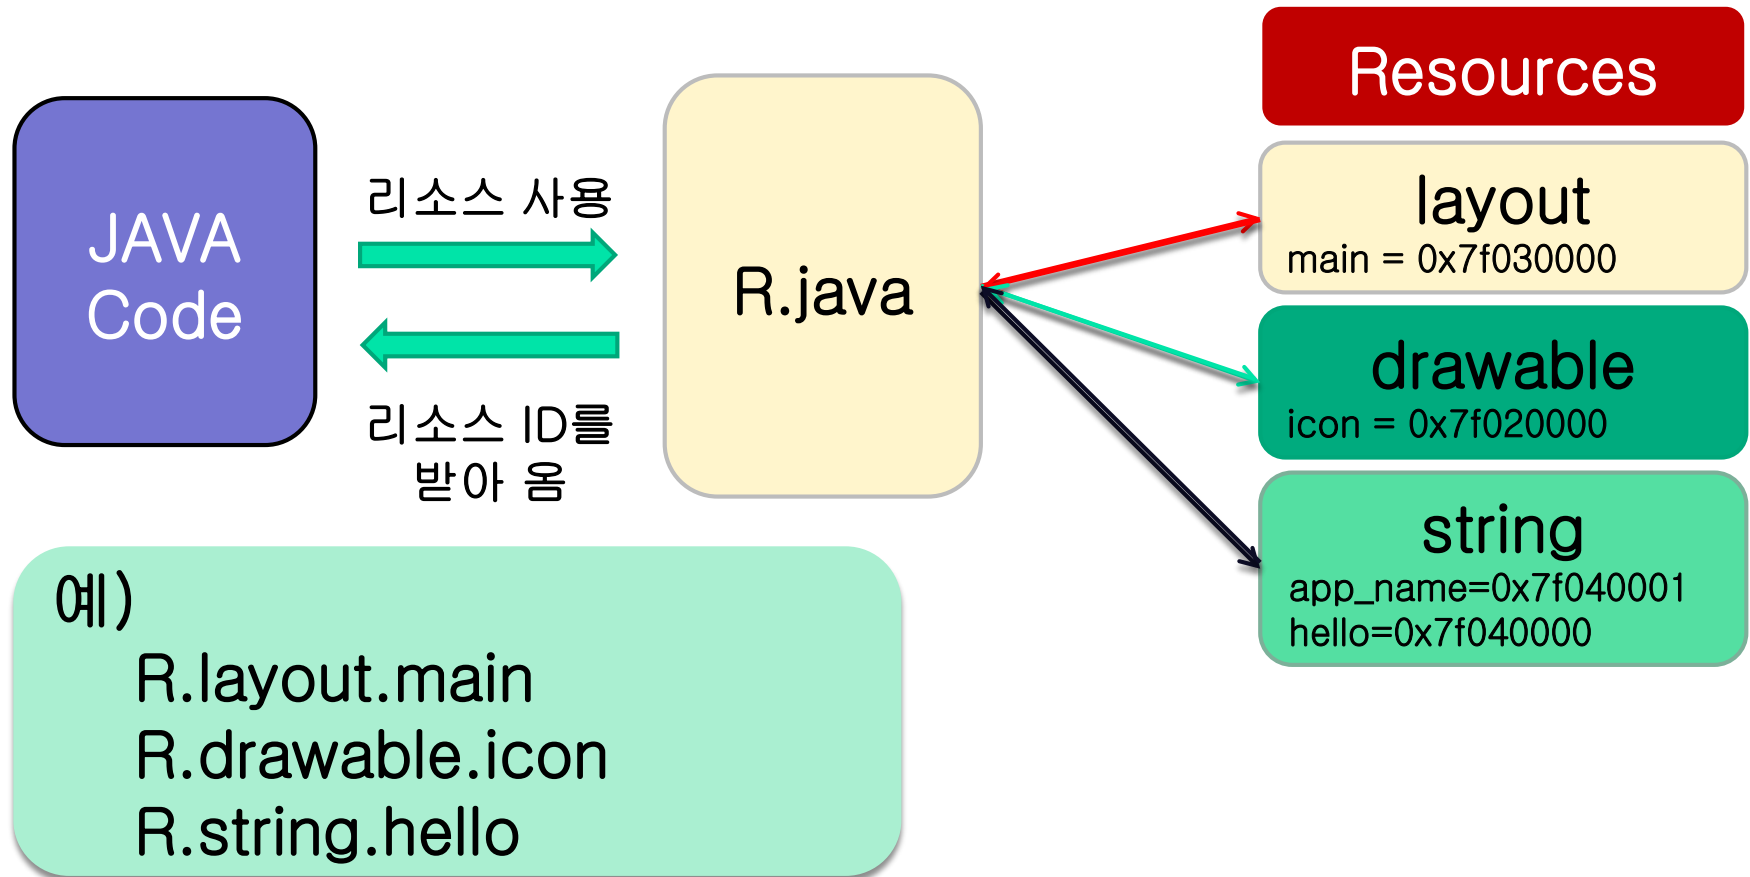 JAVA
Code
리소스 사용
리소스 ID를
받아 옴
R.java
Resources
layout
main = 0x7f030000
drawable
icon = 0x7f020000
string
app_name=0x7f040001
hello=0x7f040000
예)
R.layout.main
R.drawable.icon
R.string.hello